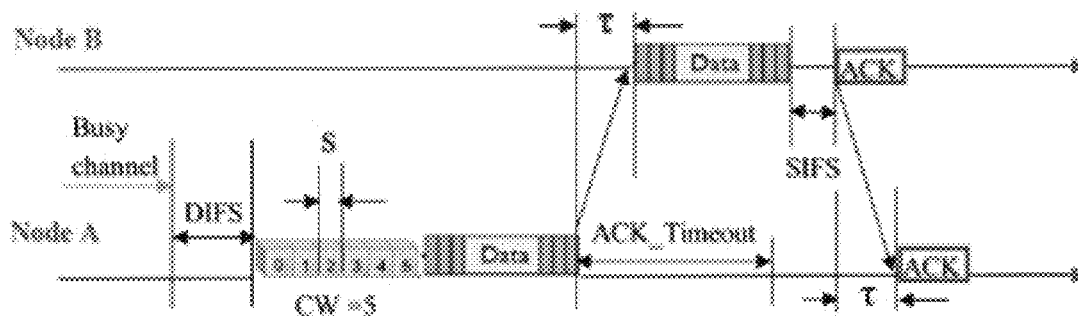 τ
Node B
Data
ACK
Busy
channel
S
SIFS
DIFS
ACK_Timeout
Node A
0 1 2 3 4 5
Data
ACK
CW =5
τ